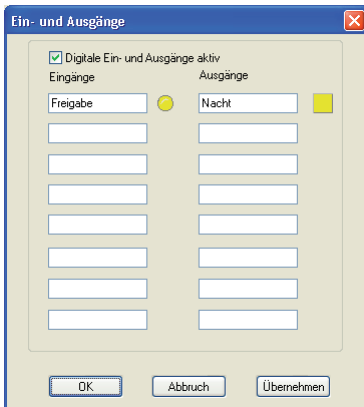 Ein- und Ausgänge
Digitale Ein- und Ausgänge aktiv
Eingänge Ausgänge
Freigabe Nacht
OK Abbruch Übernehmen